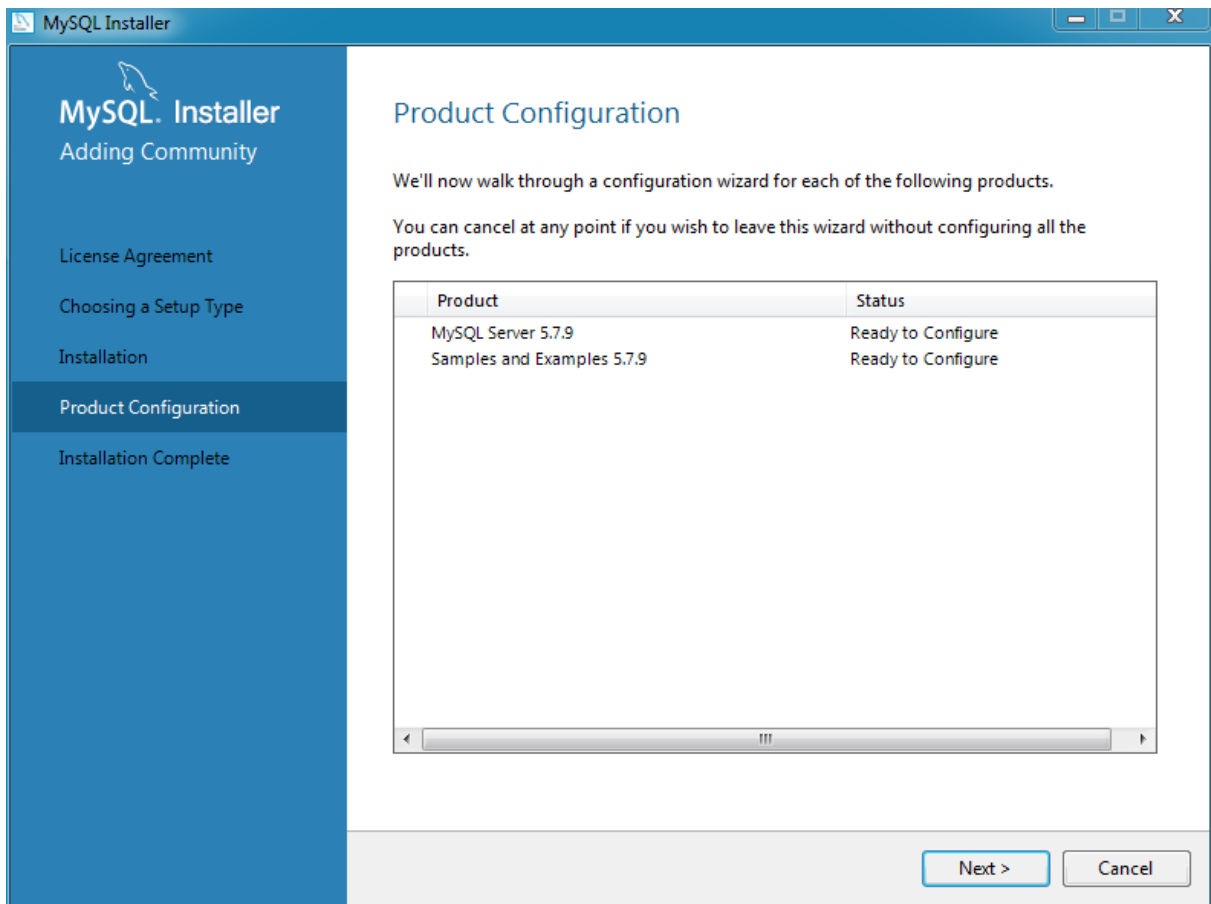 MySQL Installer
MySQL. Installer
Adding Community
License Agreement
Choosing a Setup Type
Installation
Product Configuration
Installation Complete
Product Configuration
We'll now walk through a configuration wizard for each of the following products.
You can cancel at any point if you wish to leave this wizard without configuring all the
products.
Product Status
MySQL Server 5.7.9 Ready to Configure
Samples and Examples 5.7.9 Ready to Configure
Next > Cancel